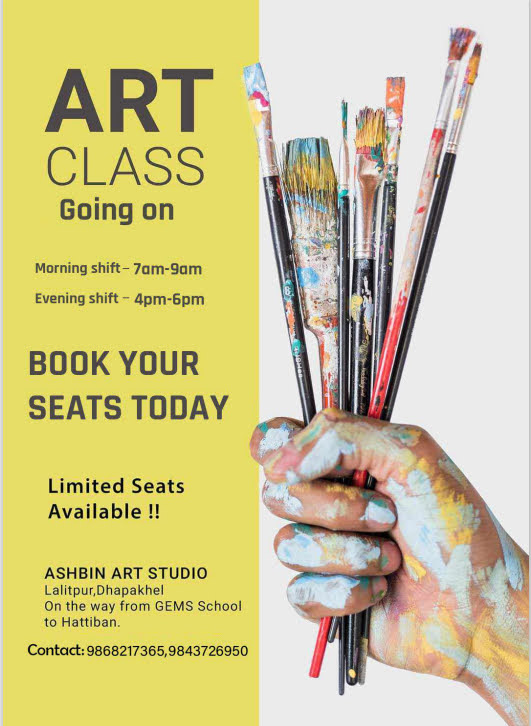 ART
CLASS
Going on
Morning shift – 7am-9am
Evening shift – 4pm-6pm
BOOK YOUR
SEATS TODAY
Limited Seats
Available !!
ASHBIN ART STUDIO
Lalitpur,Dhapakhel
On the way from GEMS School
to Hattiban.
Contact: 9868217365,9843726950